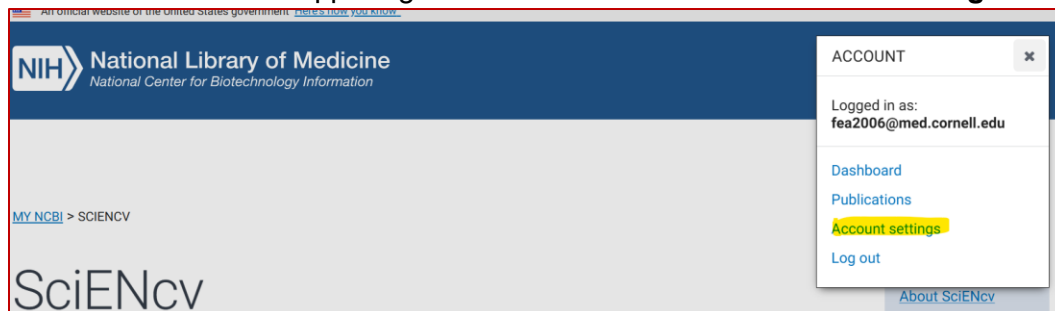 An official website of the United States government Here's how you know
NIH National Library of Medicine
National Center for Biotechnology Information
ACCOUNT
Logged in as:
fea2006@med.cornell.edu
Dashboard
Publications
Account settings
Log out
MY NCBI > SCIENCV
SciENcv
About SciENcv